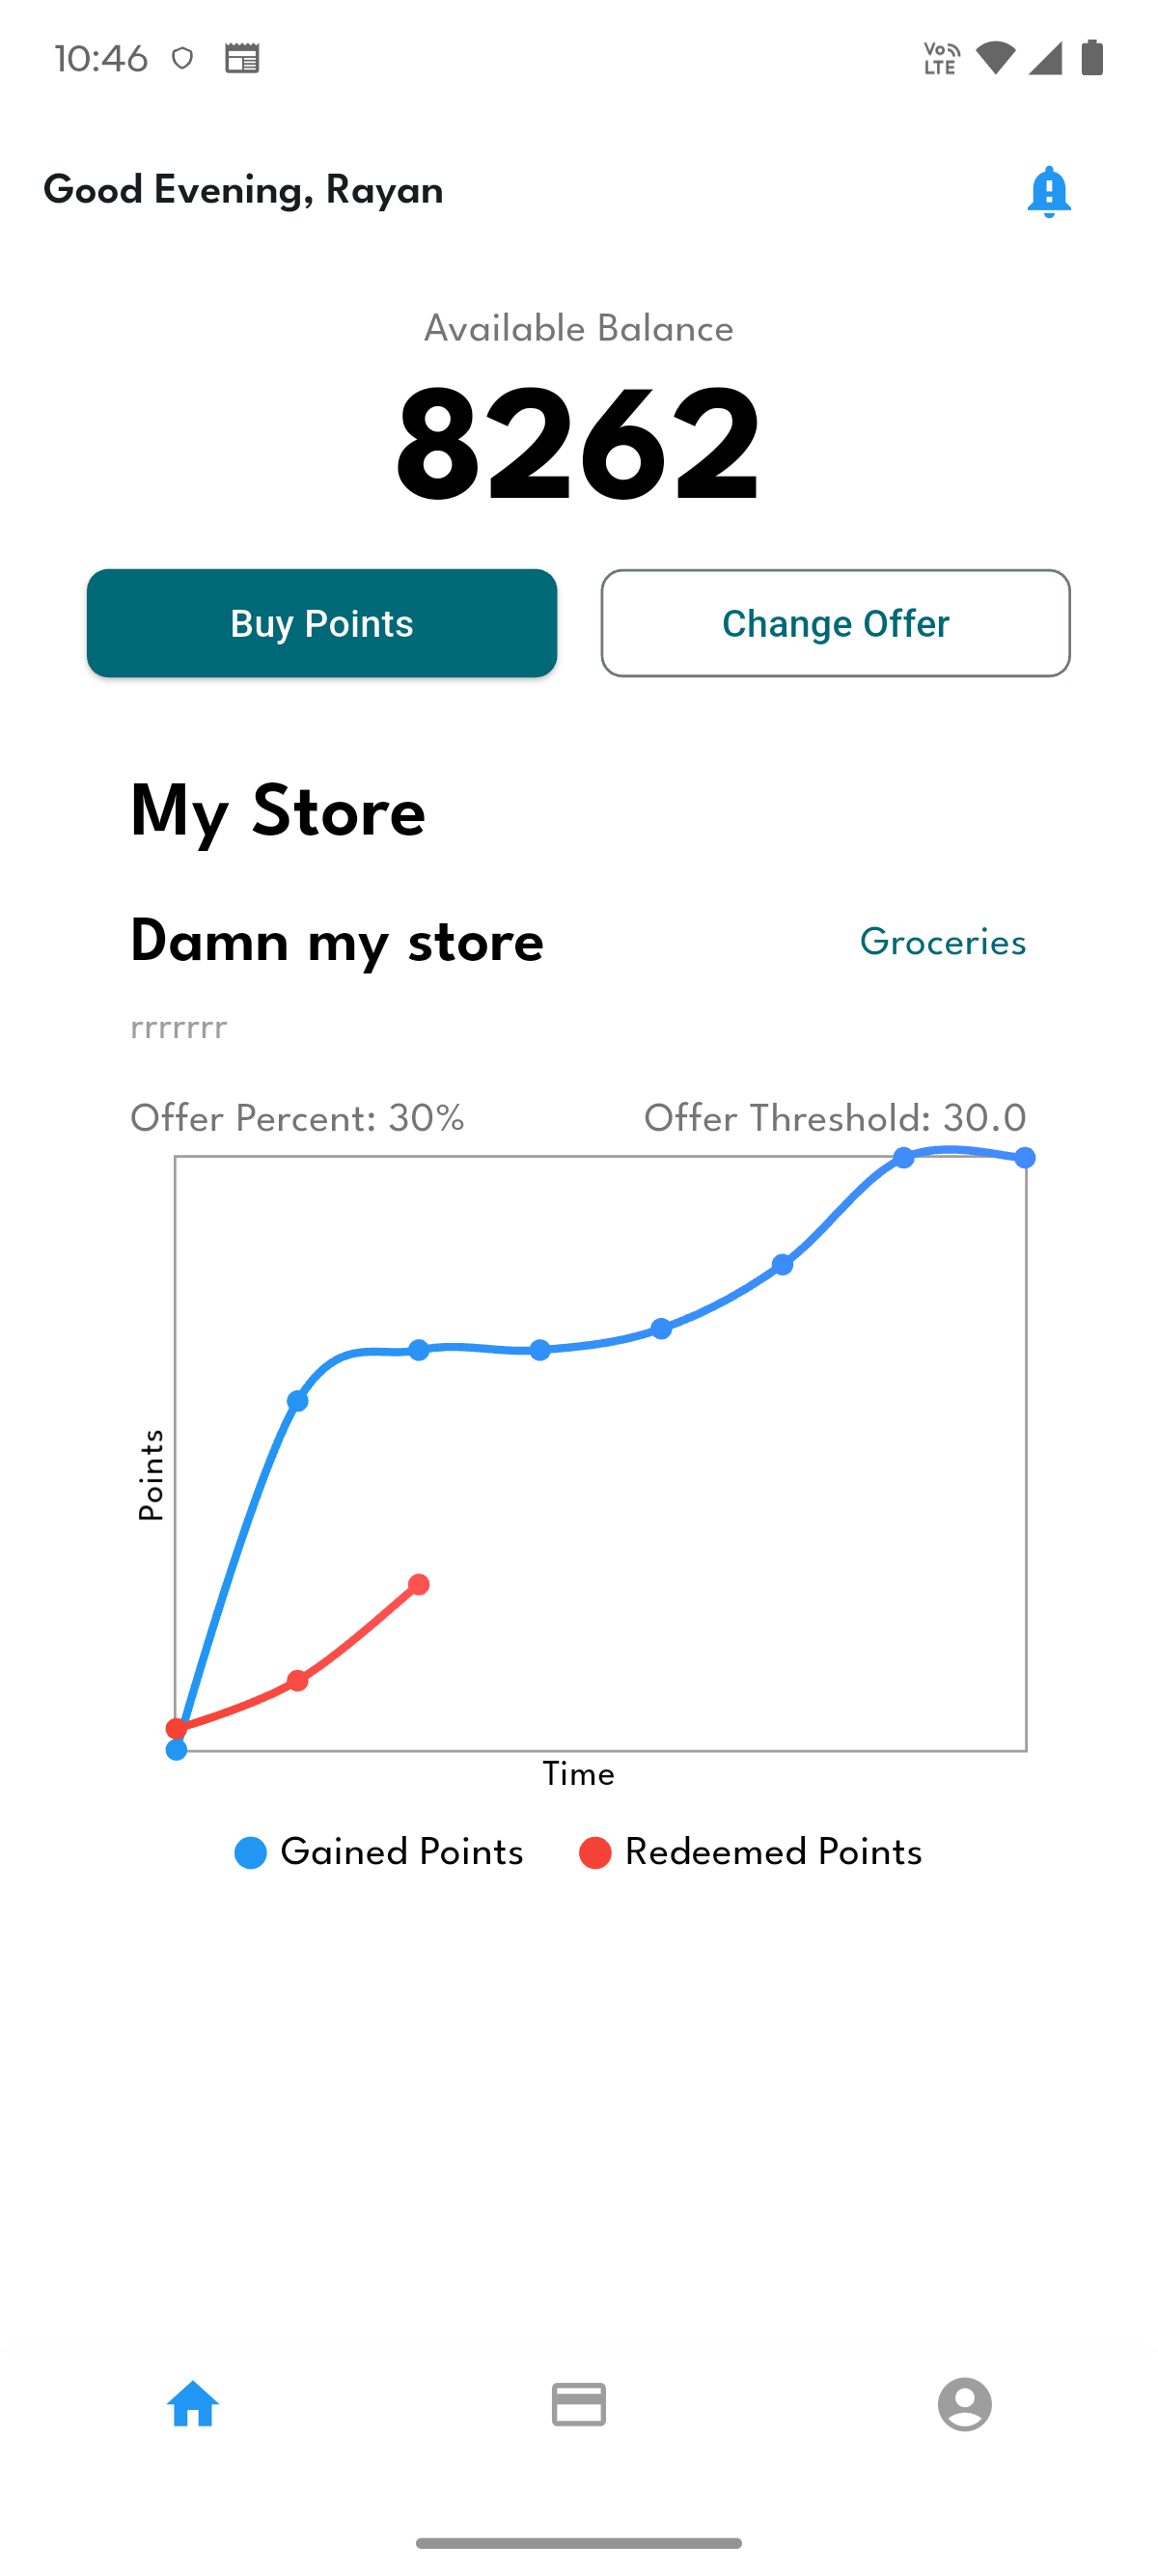 10:46
Vo LTE
Good Evening, Rayan
Available Balance
8262
Buy Points Change Offer
My Store
Damn my store Groceries
rrrrrrr
Offer Percent: 30% Offer Threshold: 30.0
Points
Time
Gained Points Redeemed Points